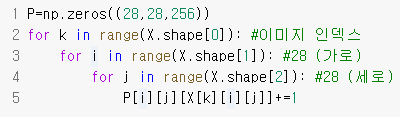 1 P=np.zeros((28,28,256))
2 for k in range(X.shape[0]): #이미지 인덱스
3     for i in range(X.shape[1]): #28 (가로)
4         for j in range(X.shape[2]): #28 (세로)
5             P[i][j][X[k][i][j]]+=1